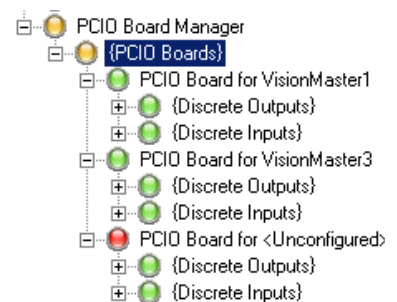 PCIO Board Manager
{PCIO Boards}
PCIO Board for VisionMaster1
{Discrete Outputs}
{Discrete Inputs}
PCIO Board for VisionMaster3
{Discrete Outputs}
{Discrete Inputs}
PCIO Board for <Unconfigured>
{Discrete Outputs}
{Discrete Inputs}